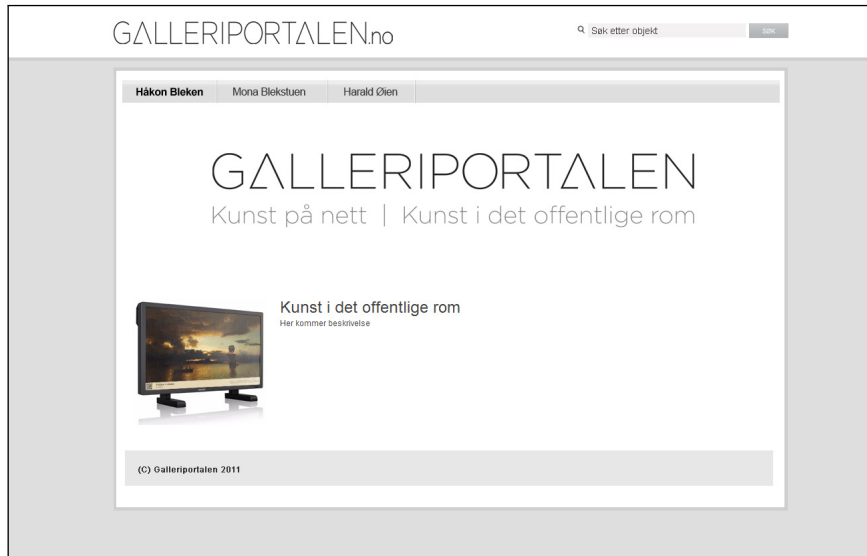 GALLERIPORTALEN.no
Søk etter objekt
SØK
Håkon Bleken Mona Blekstuen Harald Øien
GALLERIPORTALEN
Kunst på nett | Kunst i det offentlige rom
Kunst i det offentlige rom
Her kommer beskrivelse
(C) Galleriportalen 2011